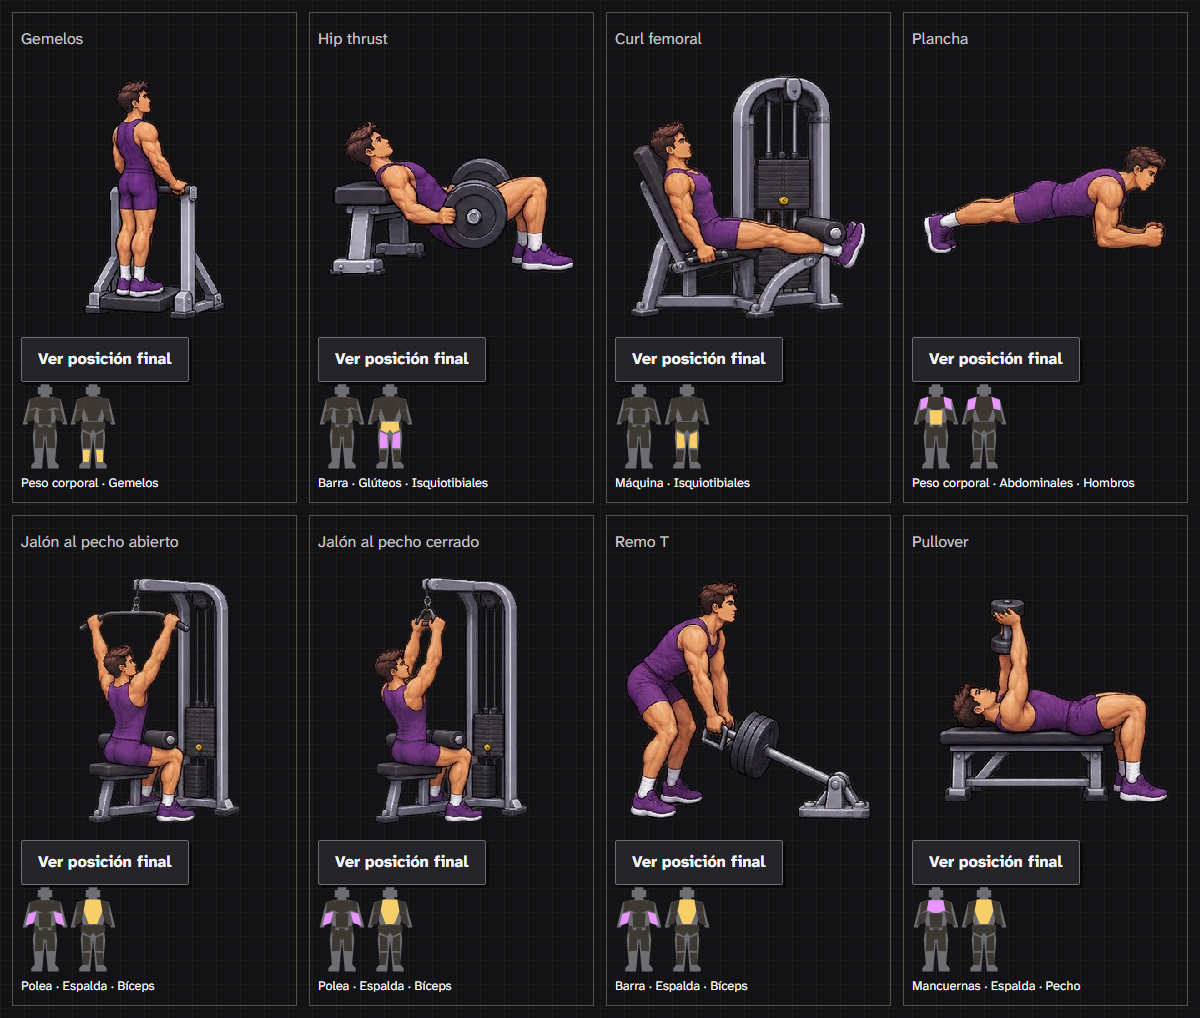 Gemelos
Hip thrust
Curl femoral
Plancha
Ver posición final
Ver posición final
Ver posición final
Ver posición final
Peso corporal · Gemelos
Barra · Glúteos · Isquiotibiales
Máquina · Isquiotibiales
Peso corporal · Abdominales · Hombros
Jalón al pecho abierto
Jalón al pecho cerrado
Remo T
Pullover
Ver posición final
Ver posición final
Ver posición final
Ver posición final
Polea · Espalda · Bíceps
Polea · Espalda · Bíceps
Barra · Espalda · Bíceps
Mancuernas · Espalda · Pecho